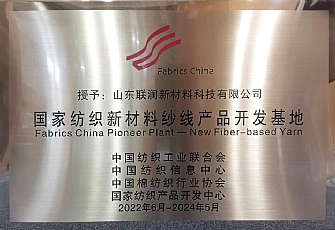 Fabrics China
授予：山东联润新材料科技有限公司
国家纺织新材料纱线产品开发基地
Fabrics China Pioneer Plant—New Fiber-based Yarn
中国纺织工业联合会
中国纺织信息中心
中国棉纺织行业协会
国家纺织产品开发中心
2022年6月-2024年5月